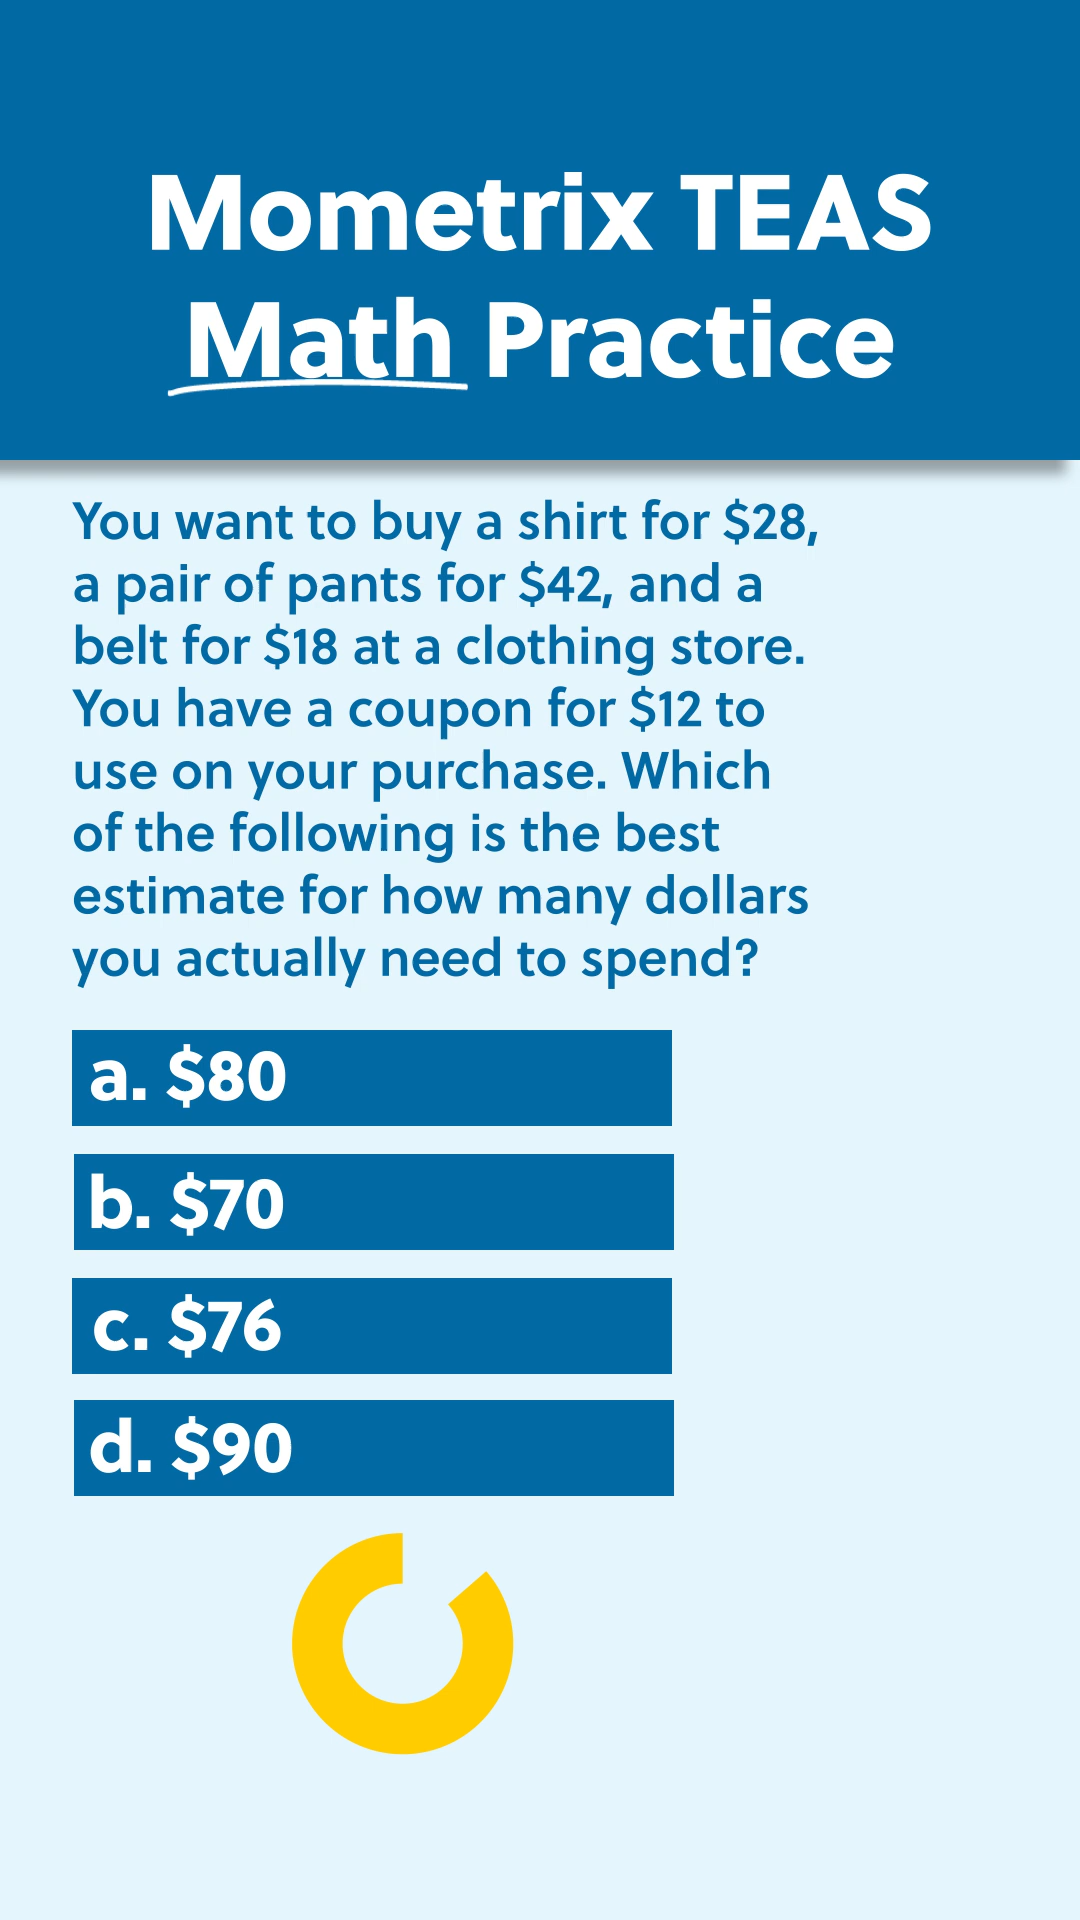 Mometrix TEAS
Math Practice
You want to buy a shirt for $28,
a pair of pants for $42, and a
belt for $18 at a clothing store.
You have a coupon for $12 to
use on your purchase. Which
of the following is the best
estimate for how many dollars
you actually need to spend?
a. $80
b. $70
c. $76
d. $90